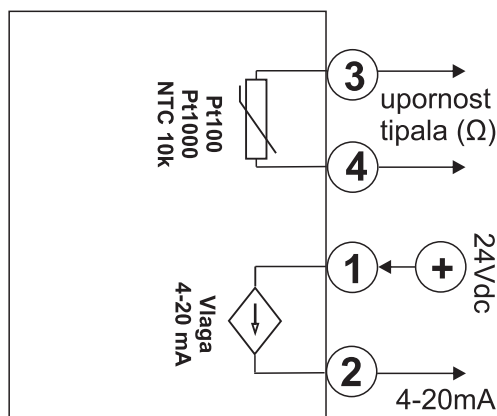 Pt100
Pt1000
NTC 10k
3
upornost
tipala (Ω)
4
Vlaga
4-20 mA
1
+
24Vdc
2
4-20mA